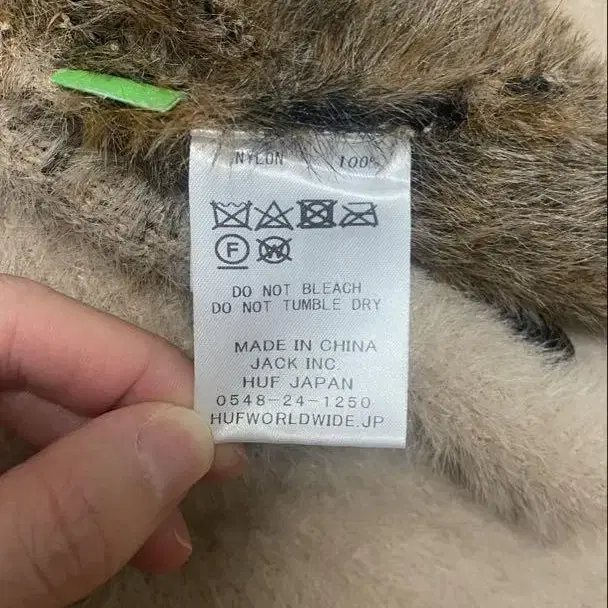 NYLON 100%
F W
DO NOT BLEACH
DO NOT TUMBLE DRY
MADE IN CHINA
JACK INC.
HUF JAPAN
0548-24-1250
HUFWORLDWIDE.JP